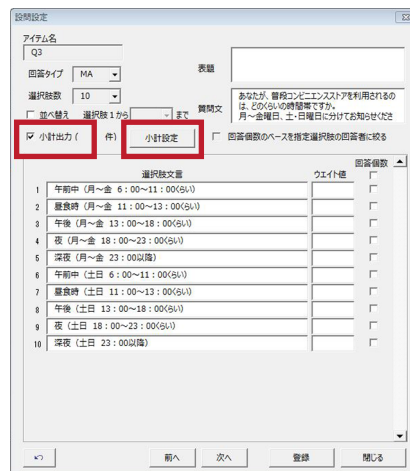 設問設定
アイテム名
Q3
回答タイプ MA
表題
選択肢数 10
並べ替え 選択肢1から まで
質問文
あなたが、普段コンビニエンスストアを利用されるの
は、どのくらいの時間帯ですか。
月~金曜日、土・日曜日に分けてお知らせくださ
小計出力( 件) 小計設定 回答個数のベースを指定選択肢の回答者に絞る
選択肢文言 ウエイト値 回答個数
1 午前中(月~金 6:00~11:00くらい)
2 昼食時(月~金 11:00~13:00くらい)
3 午後(月~金 13:00~18:00くらい)
4 夜(月~金 18:00~23:00くらい)
5 深夜(月~金 23:00以降)
6 午前中(土日 6:00~11:00くらい)
7 昼食時(土日 11:00~13:00くらい)
8 午後(土日 13:00~18:00くらい)
9 夜(土日 18:00~23:00くらい)
10 深夜(土日 23:00以降)
前へ 次へ 登録 閉じる